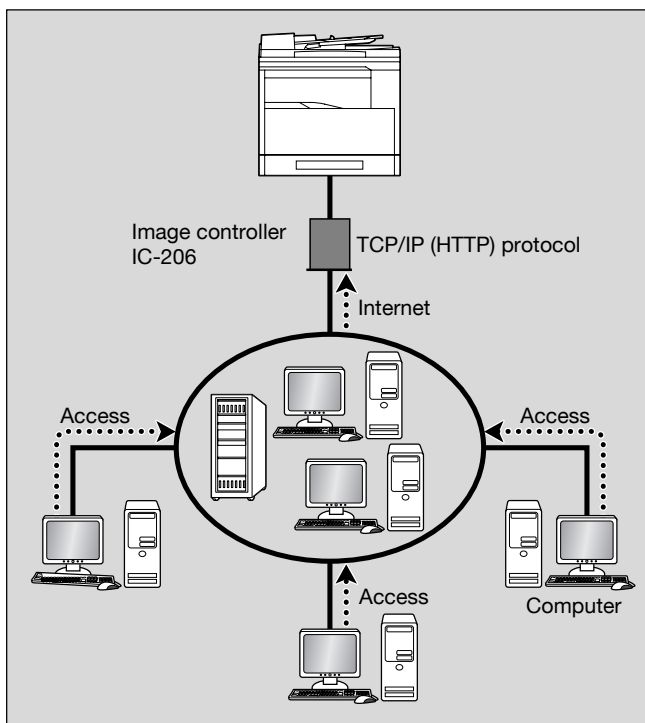 Image controller
IC-206
TCP/IP (HTTP) protocol
Internet
Access
Access
Access
Computer